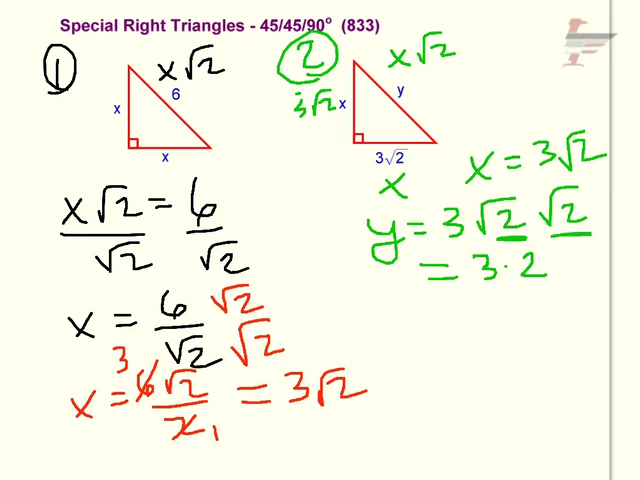 Special Right Triangles - 45/45/90° (833)
① x√2
6
x
x
x√2 = 6
√2 √2
x = 6 √2
√2 √2
3
x = 6√2 = 3√2
2 1
② x√2
3√2 x y
3√2
x x = 3√2
y = 3√2 √2
= 3·2